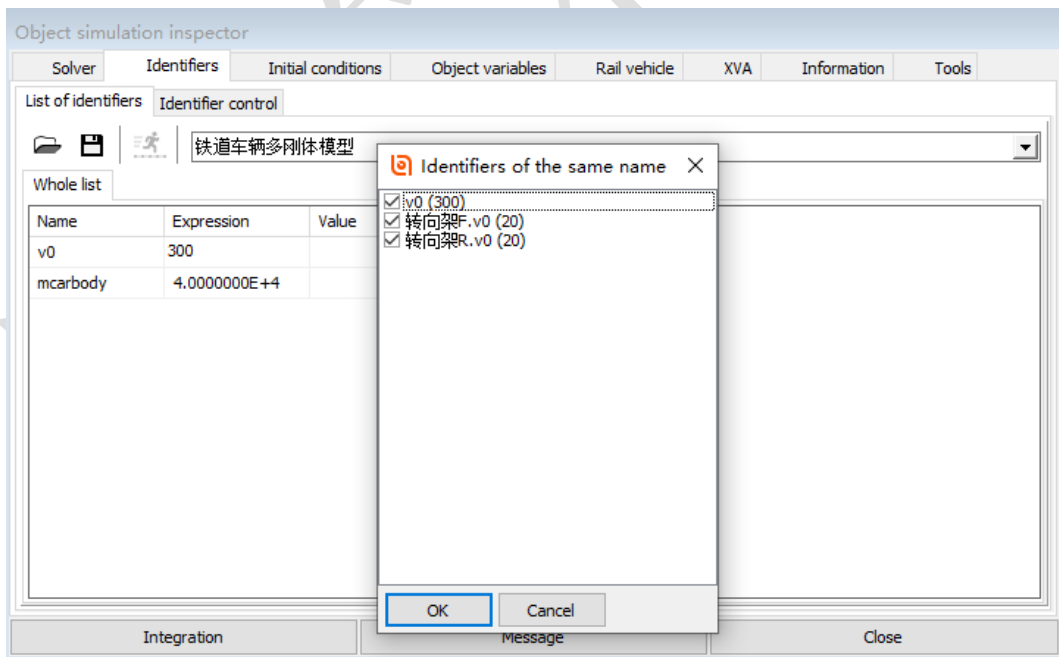 Object simulation inspector
Solver Identifiers Initial conditions Object variables Rail vehicle XVA Information Tools
List of identifiers Identifier control
铁道车辆多刚体模型
Identifiers of the same name
Whole list
v0 (300)
转向架F.v0 (20)
转向架R.v0 (20)
Name Expression Value
v0 300
mcarbody 4.0000000E+4
OK Cancel
Integration Message Close